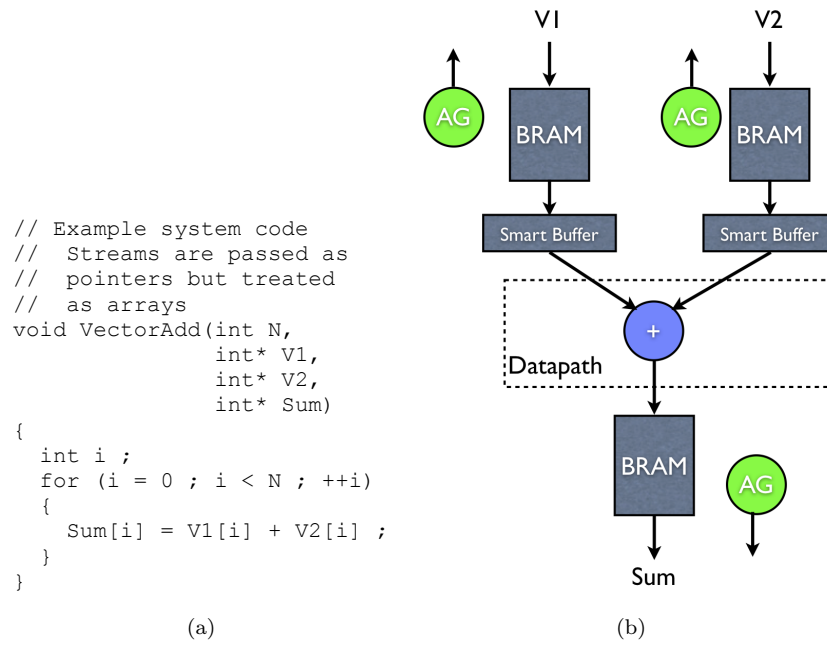 // Example system code
//  Streams are passed as
//  pointers but treated
//  as arrays
void VectorAdd(int N,
               int* V1,
               int* V2,
               int* Sum)
{
  int i ;
  for (i = 0 ; i < N ; ++i)
  {
    Sum[i] = V1[i] + V2[i] ;
  }
}
(a)
V1
V2
AG
BRAM
AG
BRAM
Smart Buffer
Smart Buffer
+
Datapath
BRAM
AG
Sum
(b)